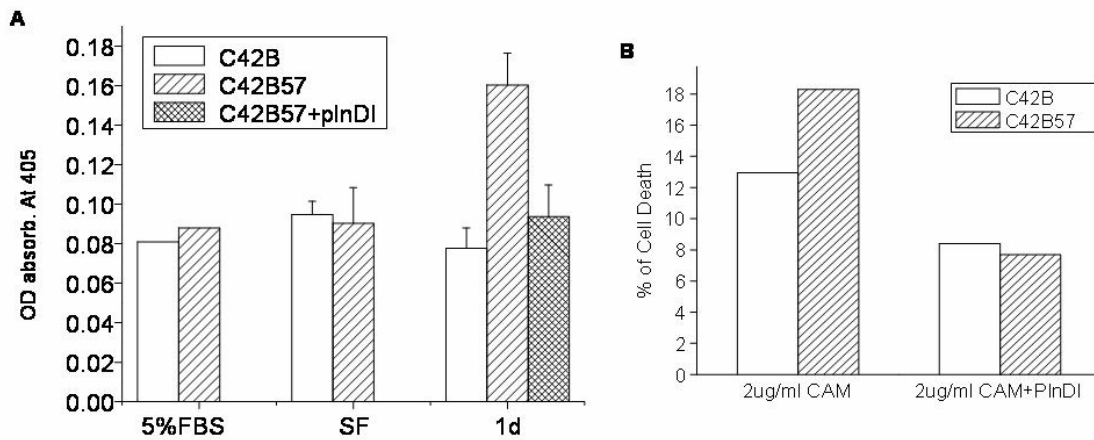 A
OD absorb. At 405
0.18
0.16
0.14
0.12
0.10
0.08
0.06
0.04
0.02
0.00
C42B
C42B57
C42B57+pInDI
5%FBS
SF
1d
B
% of Cell Death
18
16
14
12
10
8
6
4
2
0
C42B
C42B57
2ug/ml CAM
2ug/ml CAM+PInDI